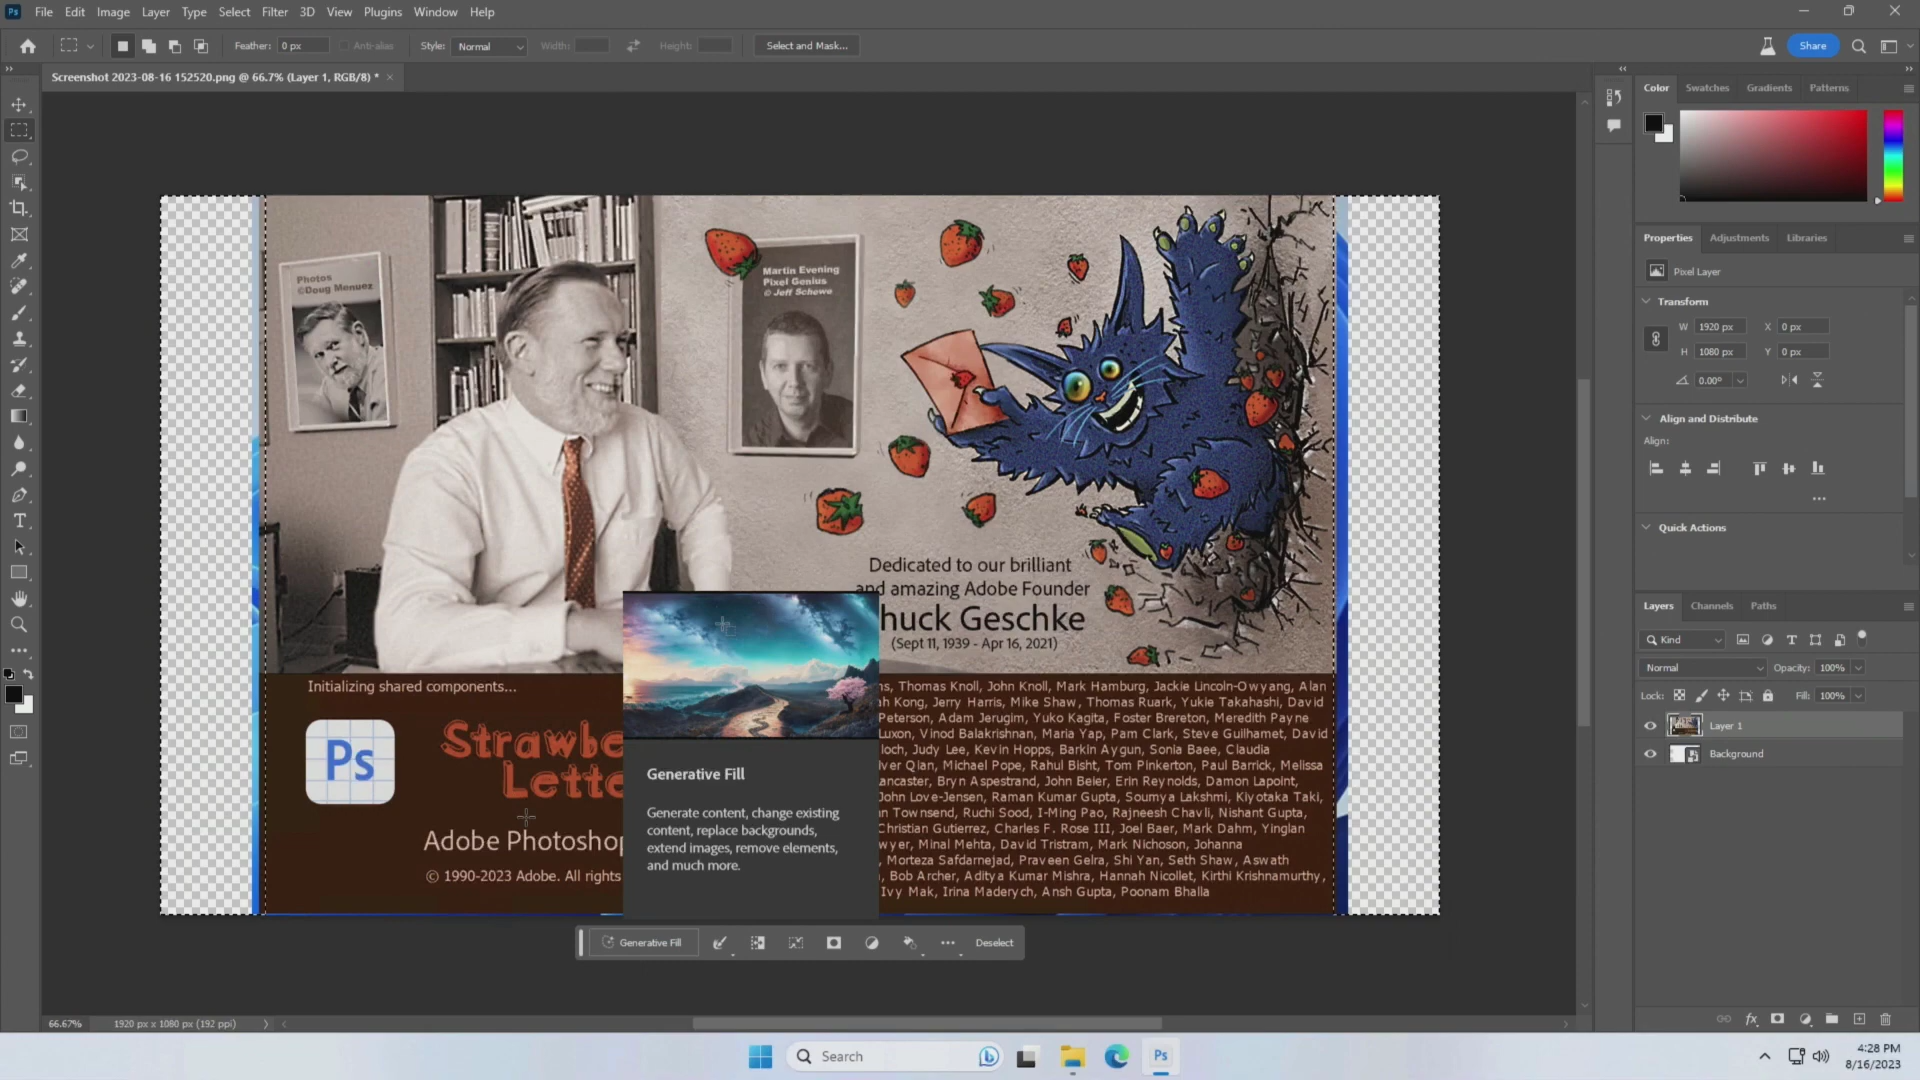 Ps File Edit Image Layer Type Select Filter 3D View Plugins Window Help
Feather: 0 px Anti-alias Style: Normal Width: Height: Select and Mask... Share
Screenshot 2023-08-16 152520.png @ 66.7% (Layer 1, RGB/8) *
Photos
©Doug Menuez
Martin Evening
Pixel Genius
© Jeff Schewe
Dedicated to our brilliant
and amazing Adobe Founder
huck Geschke
(Sept 11, 1939 - Apr 16, 2021)
Initializing shared components...
Ps
Strawbe
Lette
Adobe Photoshop
© 1990-2023 Adobe. All rights
Generative Fill
Generate content, change existing
content, replace backgrounds,
extend images, remove elements,
and much more.
Thomas Knoll, John Knoll, Mark Hamburg, Jackie Lincoln-Owyang, Alan
Kong, Jerry Harris, Mike Shaw, Thomas Ruark, Yukie Takahashi, David
Peterson, Adam Jerugim, Yuko Kagita, Foster Brereton, Meredith Payne
Luxon, Vinod Balakrishnan, Maria Yap, Pam Clark, Steve Guilhamet, David
loch, Judy Lee, Kevin Hopps, Barkin Aygun, Sonia Baee, Claudia
ver Qian, Michael Pope, Rahul Bisht, Tom Pinkerton, Paul Barrick, Melissa
ancaster, Bryn Aspestrand, John Beier, Erin Reynolds, Damon Lapoint,
John Love-Jensen, Raman Kumar Gupta, Soumya Lakshmi, Kiyotaka Taki,
n Townsend, Ruchi Sood, I-Ming Pao, Rajneesh Chavli, Nishant Gupta,
Christian Gutierrez, Charles F. Rose III, Joel Baer, Mark Dahm, Yinglan
wyer, Minal Mehta, David Tristram, Mark Nichoson, Johanna
, Morteza Safdarnejad, Praveen Gelra, Shi Yan, Seth Shaw, Aswath
, Bob Archer, Aditya Kumar Mishra, Hannah Nicollet, Kirthi Krishnamurthy,
Ivy Mak, Irina Maderych, Ansh Gupta, Poonam Bhalla
Generative Fill Deselect
66.67% 1920 px x 1080 px (192 ppi)
Color Swatches Gradients Patterns
Properties Adjustments Libraries
Pixel Layer
Transform
W 1920 px X 0 px
H 1080 px Y 0 px
0.00°
Align and Distribute
Align:
Quick Actions
Layers Channels Paths
Kind
Normal Opacity: 100%
Lock: Fill: 100%
Layer 1
Background
Search
Ps
4:28 PM
8/16/2023